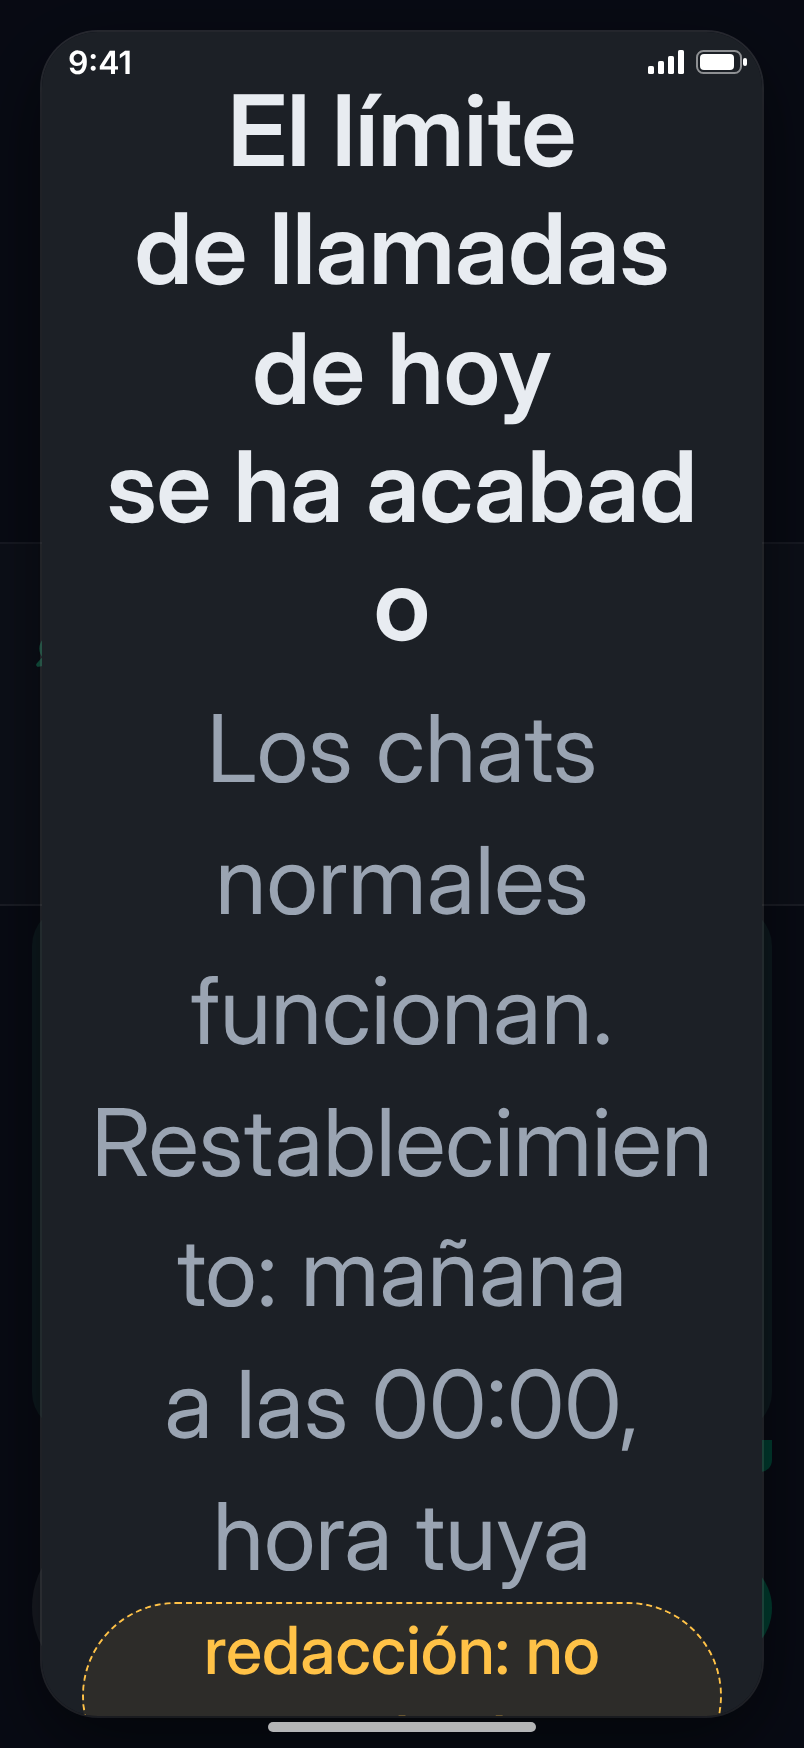 9:41
El límite
de llamadas
de hoy
se ha acabad
o
Los chats
normales
funcionan.
Restablecimien
to: mañana
a las 00:00,
hora tuya
redacción: no